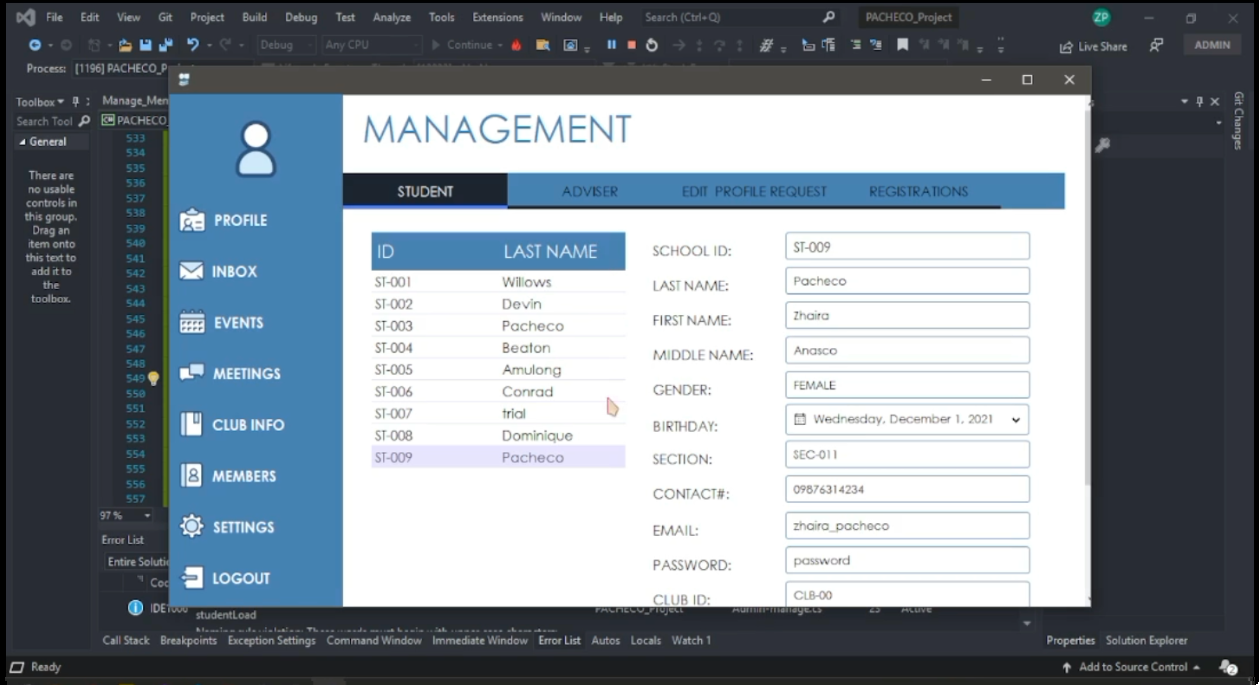 File Edit View Git Project Build Debug Test Analyze Tools Extensions Window Help Search (Ctrl+Q) PACHECO_Project ZP
Debug Any CPU Continue Live Share ADMIN
Process: [1196] PACHECO_P
Toolbox Manage_Men
Search Tool PACHECO_
General
There are
no usable
controls in
this group.
Drag an
item onto
this text to
add it to
the
toolbox.
533
534
535
536
537
538
539
540
541
542
543
544
545
546
547
548
549
550
551
552
553
554
555
556
557
97 %
MANAGEMENT
STUDENT ADVISER EDIT PROFILE REQUEST REGISTRATIONS
PROFILE
INBOX
EVENTS
MEETINGS
CLUB INFO
MEMBERS
SETTINGS
LOGOUT
ID LAST NAME
ST-001 Willows
ST-002 Devin
ST-003 Pacheco
ST-004 Beaton
ST-005 Amulong
ST-006 Conrad
ST-007 trial
ST-008 Dominique
ST-009 Pacheco
SCHOOL ID: ST-009
LAST NAME: Pacheco
FIRST NAME: Zhaira
MIDDLE NAME: Anasco
GENDER: FEMALE
BIRTHDAY: Wednesday, December 1, 2021
SECTION: SEC-011
CONTACT#: 09876314234
EMAIL: zhaira_pacheco
PASSWORD: password
CLUB ID: CLB-00
Git Changes
Error List
Entire Solutio
Coc
IDE1006 studentLoad PACHECO_Project Admin-manage.cs Active
Call Stack Breakpoints Exception Settings Command Window Immediate Window Error List Autos Locals Watch 1 Properties Solution Explorer
Ready Add to Source Control 2